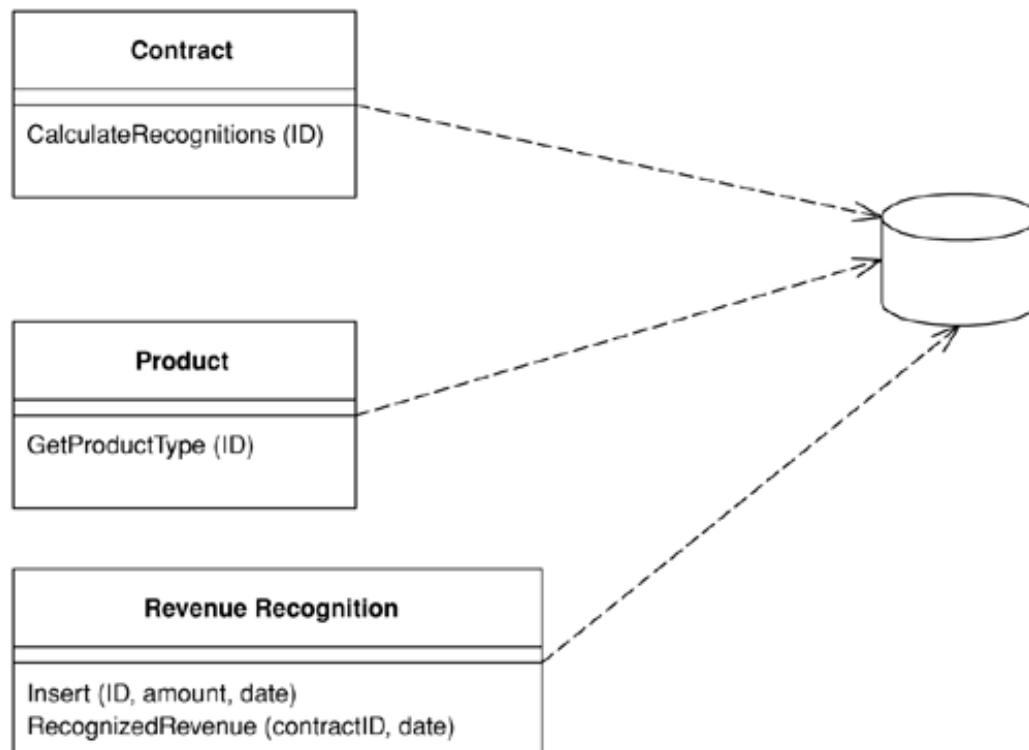 Contract
CalculateRecognitions (ID)
Product
GetProductType (ID)
Revenue Recognition
Insert (ID, amount, date)
RecognizedRevenue (contractID, date)